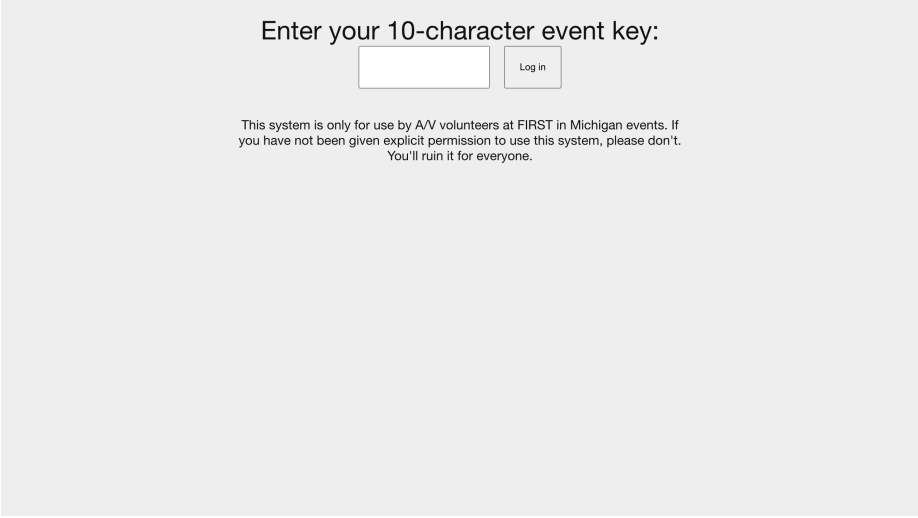 Enter your 10-character event key:
Log in
This system is only for use by A/V volunteers at FIRST in Michigan events. If
you have not been given explicit permission to use this system, please don't.
You'll ruin it for everyone.